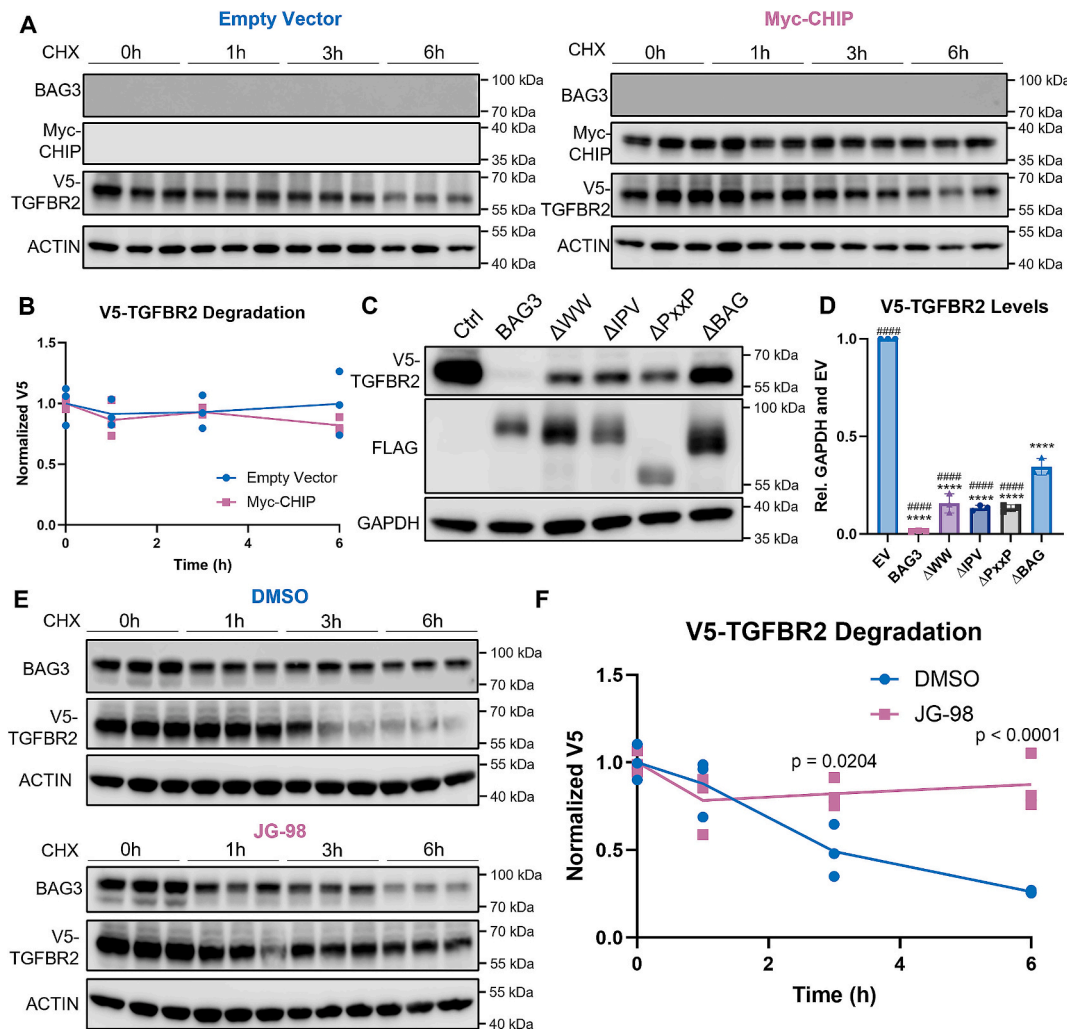 A
Empty Vector
CHX 0h 1h 3h 6h
BAG3
100 kDa
70 kDa
Myc-
CHIP
40 kDa
35 kDa
V5-
TGFBR2
70 kDa
55 kDa
ACTIN
55 kDa
40 kDa
Myc-CHIP
CHX 0h 1h 3h 6h
BAG3
100 kDa
70 kDa
Myc-
CHIP
40 kDa
35 kDa
V5-
TGFBR2
70 kDa
55 kDa
ACTIN
55 kDa
40 kDa
B
V5-TGFBR2 Degradation
Normalized V5
1.5
1.0
0.5
0.0
Empty Vector
Myc-CHIP
0 2 4 6
Time (h)
C
Ctrl BAG3 ΔWW ΔIPV ΔPxxP ΔBAG
V5-
TGFBR2
70 kDa
55 kDa
FLAG
100 kDa
55 kDa
GAPDH
40 kDa
35 kDa
D
V5-TGFBR2 Levels
Rel. GAPDH and EV
1.0
0.5
0.0
####
####
****
####
****
####
****
####
****
****
EV BAG3 ΔWW ΔIPV ΔPxxP ΔBAG
E
DMSO
CHX 0h 1h 3h 6h
BAG3
100 kDa
70 kDa
V5-
TGFBR2
70 kDa
55 kDa
ACTIN
55 kDa
40 kDa
JG-98
CHX 0h 1h 3h 6h
BAG3
100 kDa
70 kDa
V5-
TGFBR2
70 kDa
55 kDa
ACTIN
55 kDa
40 kDa
F
V5-TGFBR2 Degradation
Normalized V5
1.5
1.0
0.5
0.0
DMSO
JG-98
p = 0.0204
p < 0.0001
0 2 4 6
Time (h)